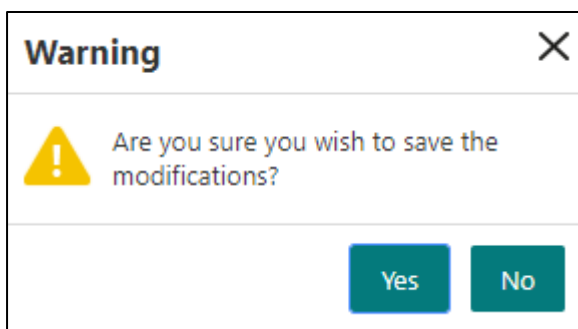 Warning
Are you sure you wish to save the
modifications?
Yes No